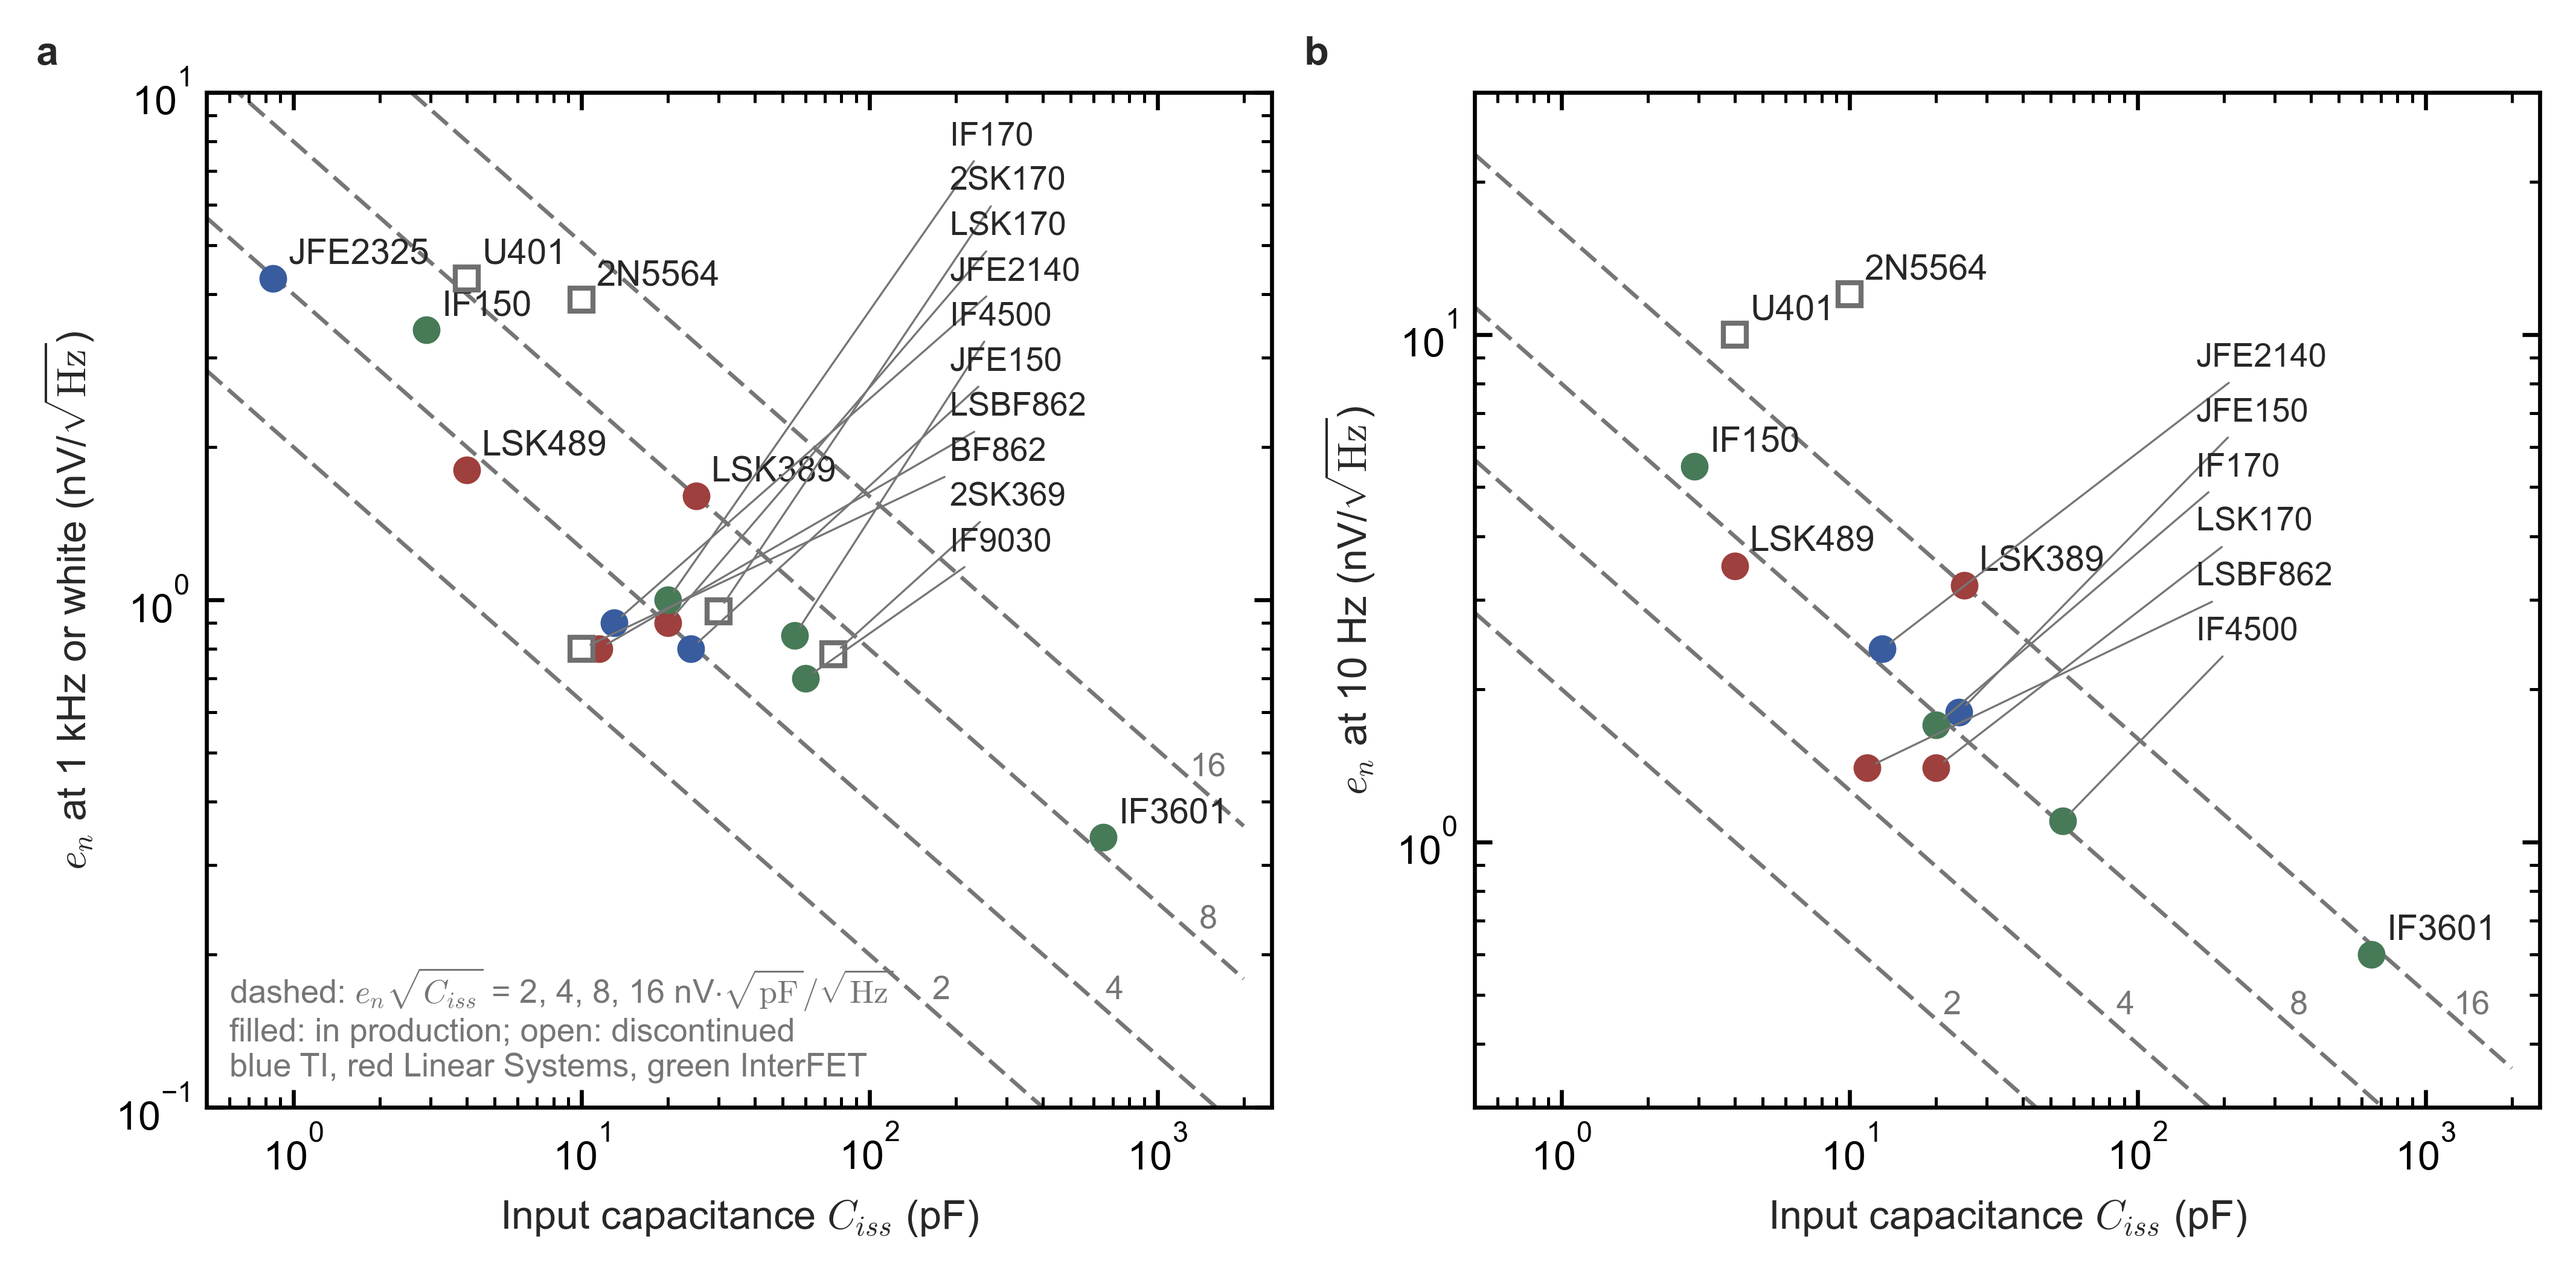 a
10^1
10^0
10^−1
e_n at 1 kHz or white (nV/√Hz)
IF170
2SK170
LSK170
JFE2140
IF4500
JFE150
LSBF862
BF862
2SK369
IF9030
JFE2325
U401
2N5564
IF150
LSK489
LSK389
IF3601
16
8
4
2
dashed: e_n√C_iss = 2, 4, 8, 16 nV·√pF/√Hz
filled: in production; open: discontinued
blue TI, red Linear Systems, green InterFET
10^0 10^1 10^2 10^3
Input capacitance C_iss (pF)
b
10^1
10^0
e_n at 10 Hz (nV/√Hz)
2N5564
U401
JFE2140
JFE150
IF170
LSK170
LSBF862
IF4500
IF150
LSK489
LSK389
IF3601
2 4 8 16
10^0 10^1 10^2 10^3
Input capacitance C_iss (pF)